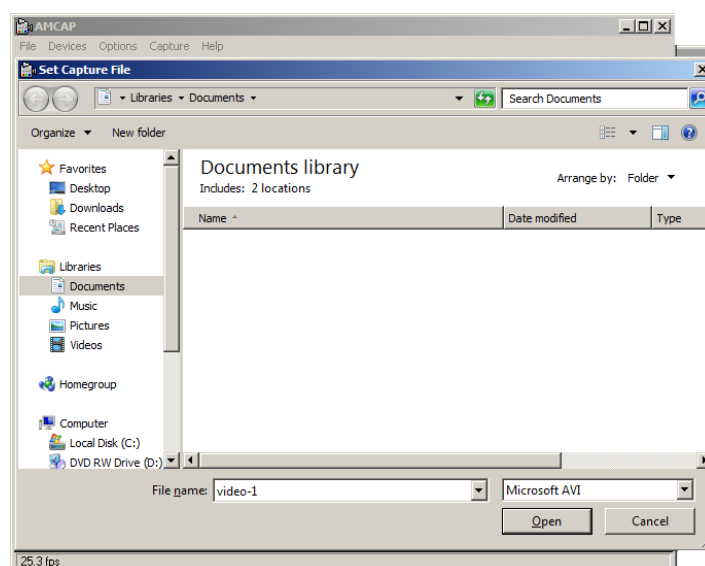 AMCAP
File Devices Options Capture Help
Set Capture File
Libraries Documents
Search Documents
Organize New folder
Favorites
Desktop
Downloads
Recent Places
Libraries
Documents
Music
Pictures
Videos
Homegroup
Computer
Local Disk (C:)
DVD RW Drive (D:)
Documents library
Includes: 2 locations
Arrange by: Folder
Name Date modified Type
File name: video-1
Microsoft AVI
Open Cancel
25.3 fps